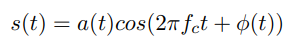 s(t) = a(t)cos(2πf_ct + ϕ(t))